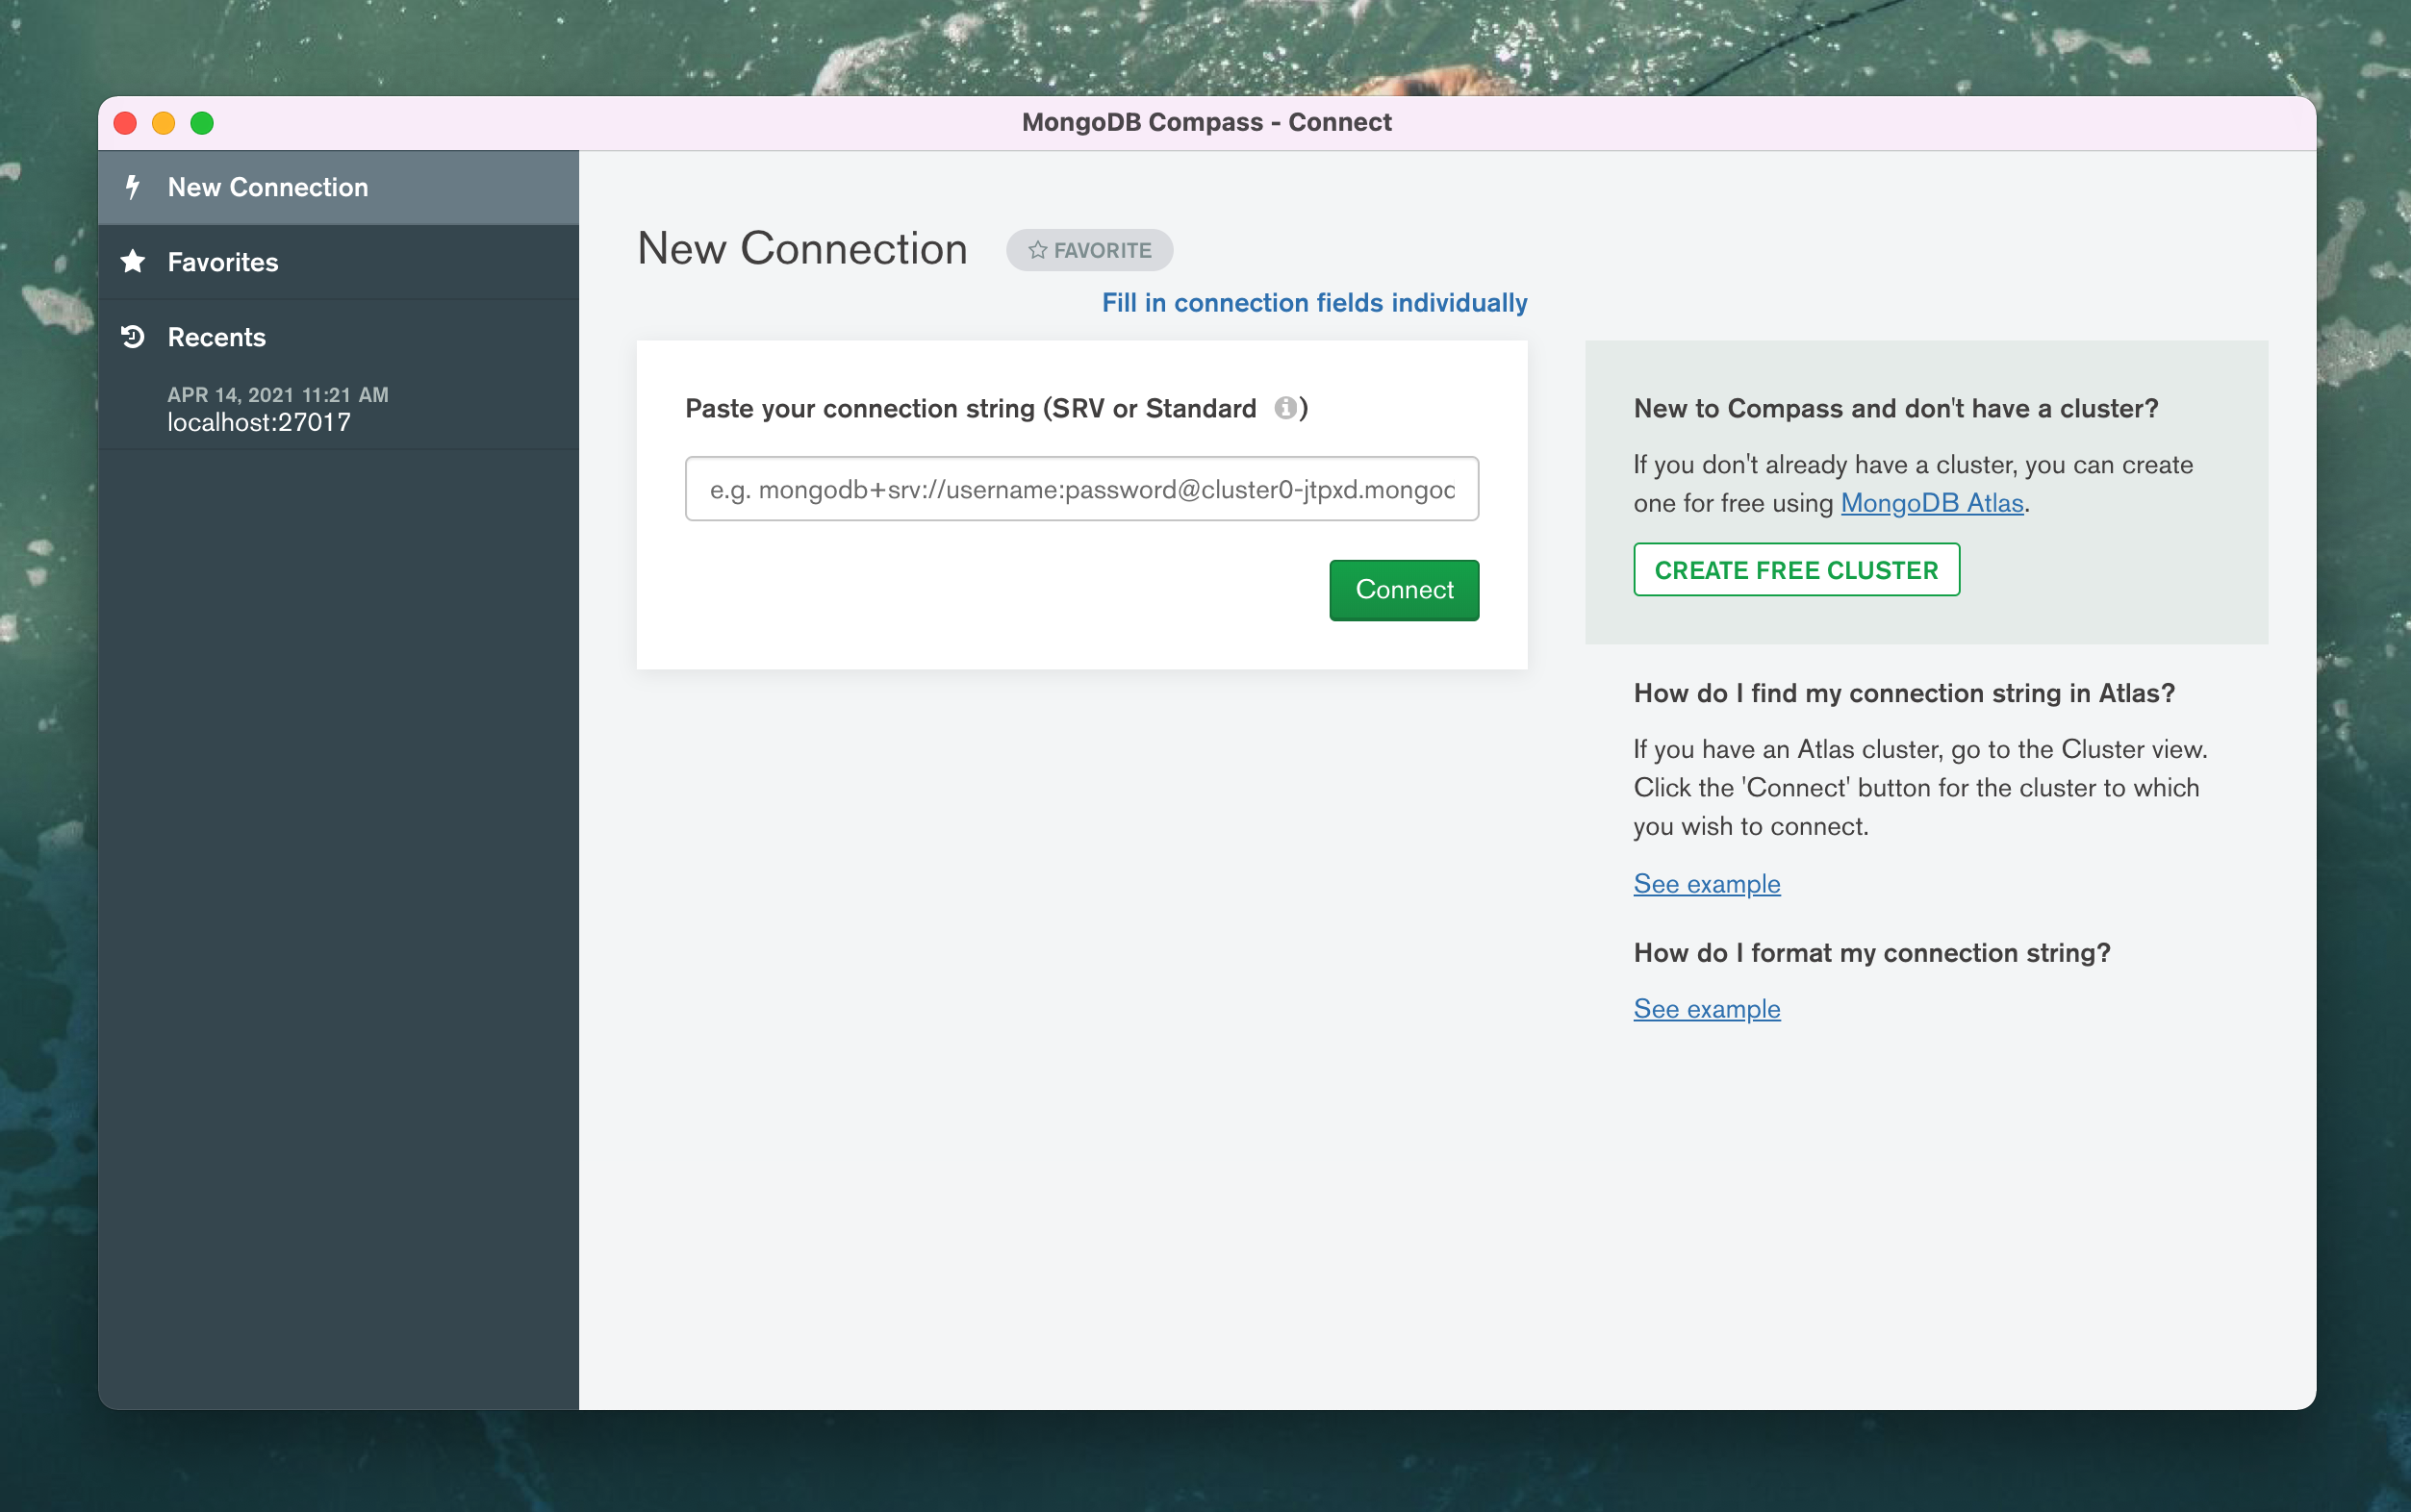 MongoDB Compass - Connect
New Connection
Favorites
Recents
APR 14, 2021 11:21 AM
localhost:27017
New Connection
FAVORITE
Fill in connection fields individually
Paste your connection string (SRV or Standard )
e.g. mongodb+srv://username:password@cluster0-jtpxd.mongoc
Connect
New to Compass and don't have a cluster?
If you don't already have a cluster, you can create
one for free using MongoDB Atlas.
CREATE FREE CLUSTER
How do I find my connection string in Atlas?
If you have an Atlas cluster, go to the Cluster view.
Click the 'Connect' button for the cluster to which
you wish to connect.
See example
How do I format my connection string?
See example